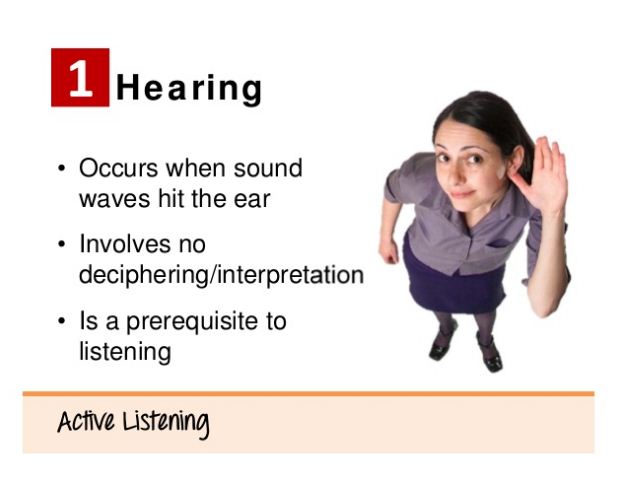 1 Hearing
• Occurs when sound
waves hit the ear
• Involves no
deciphering/interpretation
• Is a prerequisite to
listening
Active Listening